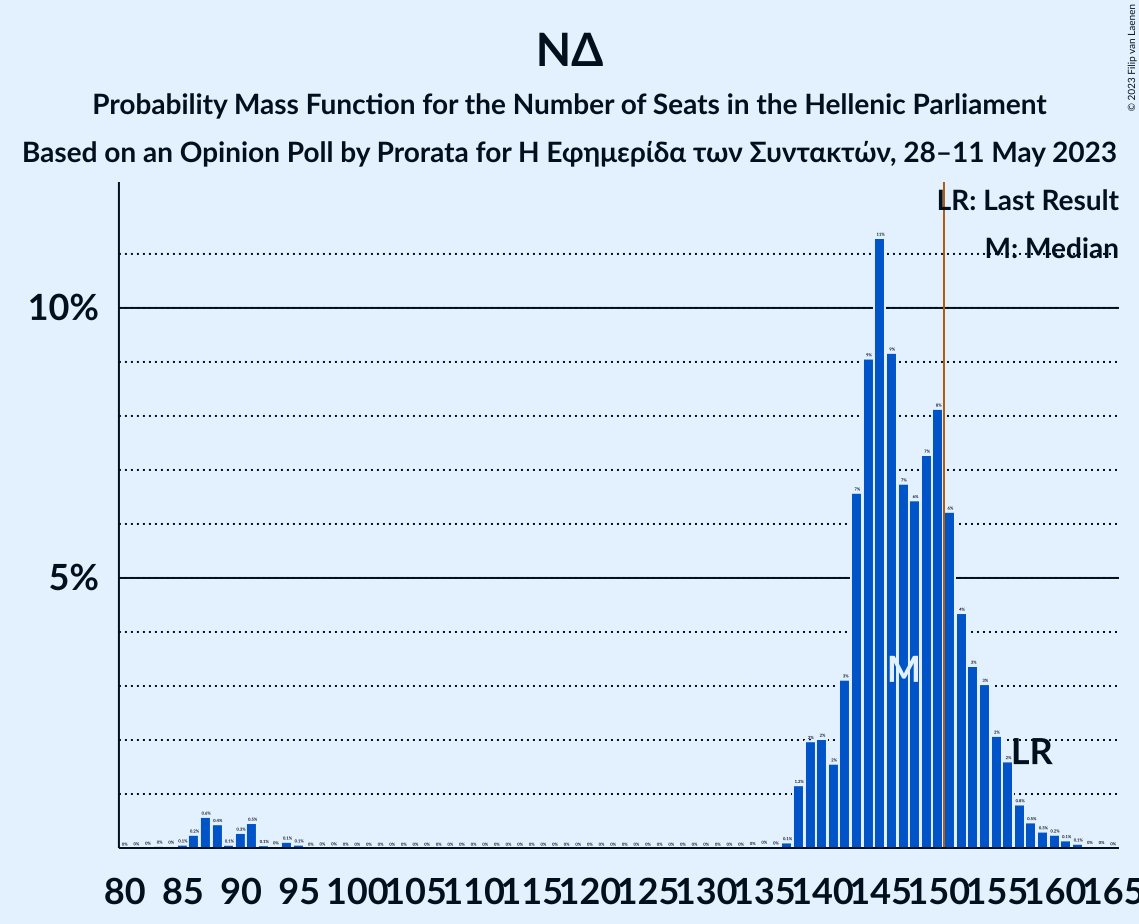 © 2023 Filip van Laenen
ΝΔ
Probability Mass Function for the Number of Seats in the Hellenic Parliament
Based on an Opinion Poll by Prorata for Η Εφημερίδα των Συντακτών, 28–11 May 2023
LR: Last Result
M: Median
10%
5%
M
LR
80 85 90 95 100 105 110 115 120 125 130 135 140 145 150 155 160 165